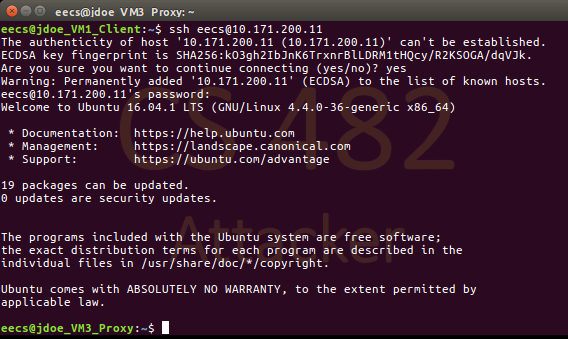 eecs@jdoe VM3 Proxy: ~
eecs@jdoe_VM1_Client:~$ ssh eecs@10.171.200.11
The authenticity of host '10.171.200.11 (10.171.200.11)' can't be established.
ECDSA key fingerprint is SHA256:kO3gh2IbJnK6TrxnrBlLDRM1tHQcy/R2KSOGA/dqVJk.
Are you sure you want to continue connecting (yes/no)? yes
Warning: Permanently added '10.171.200.11' (ECDSA) to the list of known hosts.
eecs@10.171.200.11's password:
Welcome to Ubuntu 16.04.1 LTS (GNU/Linux 4.4.0-36-generic x86_64)
* Documentation: https://help.ubuntu.com
* Management: https://landscape.canonical.com
* Support: https://ubuntu.com/advantage
19 packages can be updated.
0 updates are security updates.
The programs included with the Ubuntu system are free software;
the exact distribution terms for each program are described in the
individual files in /usr/share/doc/*/copyright.
Ubuntu comes with ABSOLUTELY NO WARRANTY, to the extent permitted by
applicable law.
eecs@jdoe_VM3_Proxy:~$
CS 482
Attacker